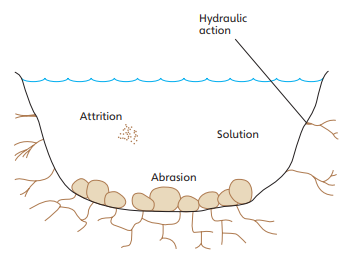 Hydraulic
action
Attrition
Solution
Abrasion